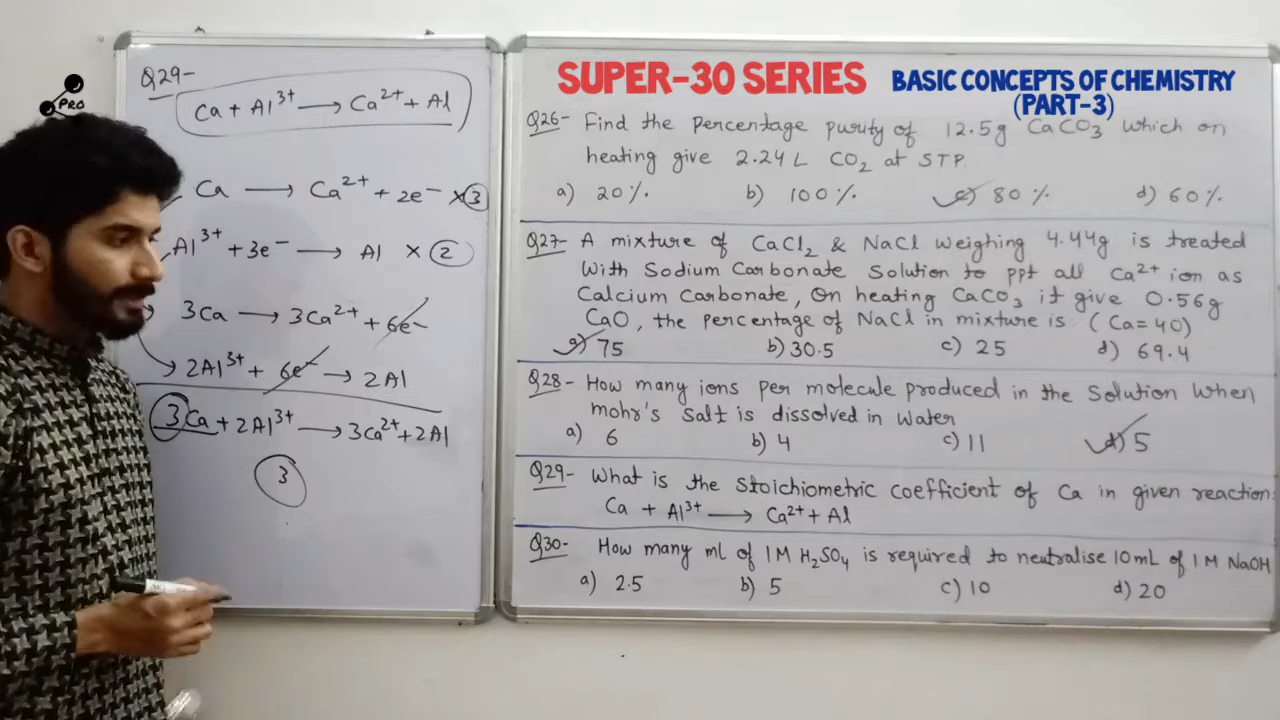 PRO
Q29-
Ca + Al³⁺ ⟶ Ca²⁺ + Al
Ca ⟶ Ca²⁺ + 2e⁻ ×3
Al³⁺ + 3e⁻ ⟶ Al × 2
3Ca ⟶ 3Ca²⁺ + 6e⁻
2Al³⁺ + 6e⁻ ⟶ 2Al
3Ca + 2Al³⁺ ⟶ 3Ca²⁺ + 2Al
3
SUPER-30 SERIES
BASIC CONCEPTS OF CHEMISTRY
(PART-3)
Q26- Find the percentage purity of 12.5g CaCO₃ which on
heating give 2.24 L CO₂ at STP.
a) 20% b) 100% c) 80% d) 60%
Q27- A mixture of CaCl₂ & NaCl weighing 4.44g is treated
with Sodium Carbonate Solution to ppt all Ca²⁺ ion as
Calcium Carbonate, On heating CaCO₃ it give 0.56g
CaO, the percentage of NaCl in mixture is (Ca=40)
a) 75 b) 30.5 c) 25 d) 69.4
Q28- How many ions per molecule produced in the Solution when
mohr's salt is dissolved in water
a) 6 b) 4 c) 11 d) 5
Q29- What is the Stoichiometric coefficient of Ca in given reaction:
Ca + Al³⁺ ⟶ Ca²⁺ + Al
Q30- How many ml of 1M H₂SO₄ is required to neutralise 10mL of 1M NaOH
a) 2.5 b) 5 c) 10 d) 20